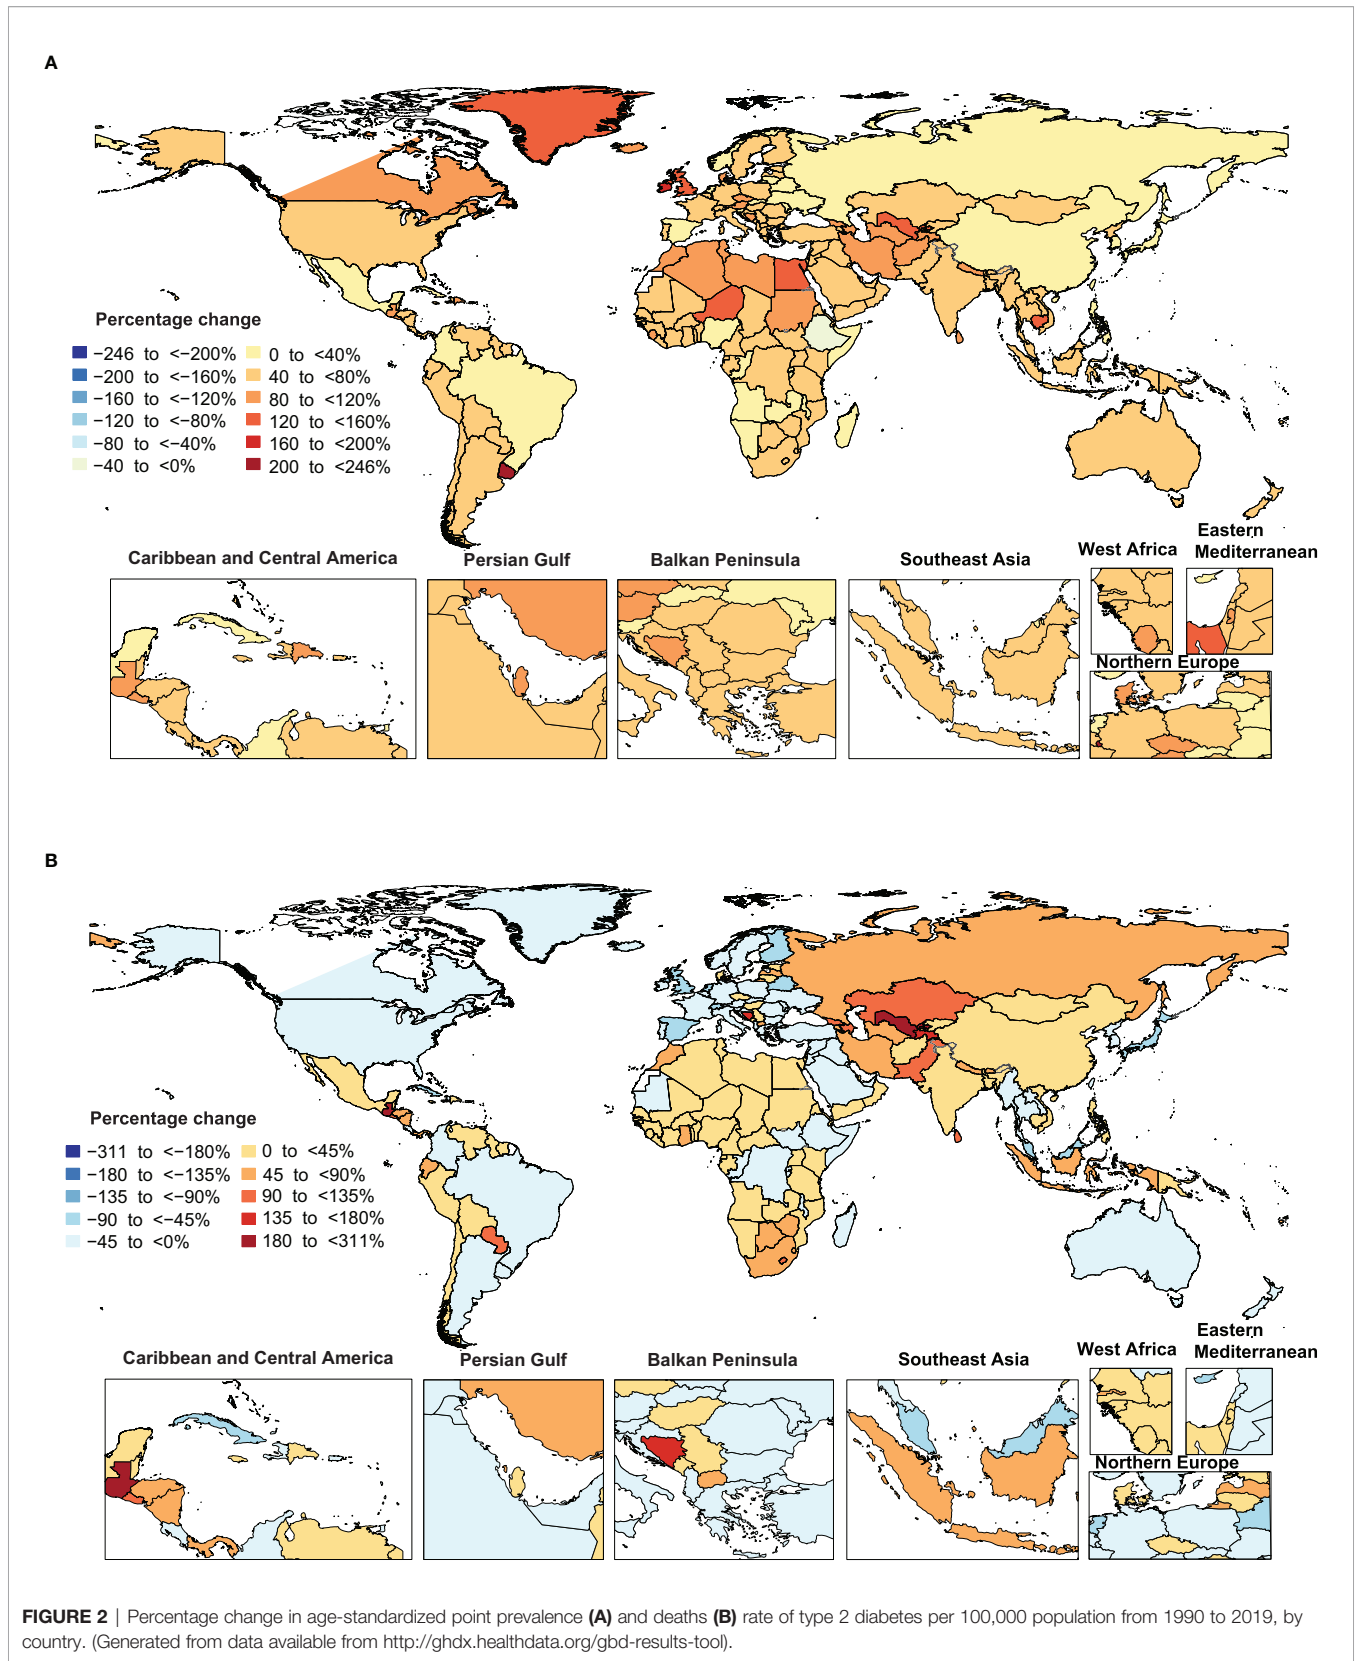 A
Percentage change
−246 to <−200%
−200 to <−160%
−160 to <−120%
−120 to <−80%
−80 to <−40%
−40 to <0%
0 to <40%
40 to <80%
80 to <120%
120 to <160%
160 to <200%
200 to <246%
Caribbean and Central America
Persian Gulf
Balkan Peninsula
Southeast Asia
West Africa
Eastern
Mediterranean
Northern Europe
B
Percentage change
−311 to <−180%
−180 to <−135%
−135 to <−90%
−90 to <−45%
−45 to <0%
0 to <45%
45 to <90%
90 to <135%
135 to <180%
180 to <311%
Caribbean and Central America
Persian Gulf
Balkan Peninsula
Southeast Asia
West Africa
Eastern
Mediterranean
Northern Europe
FIGURE 2 | Percentage change in age-standardized point prevalence (A) and deaths (B) rate of type 2 diabetes per 100,000 population from 1990 to 2019, by
country. (Generated from data available from http://ghdx.healthdata.org/gbd-results-tool).